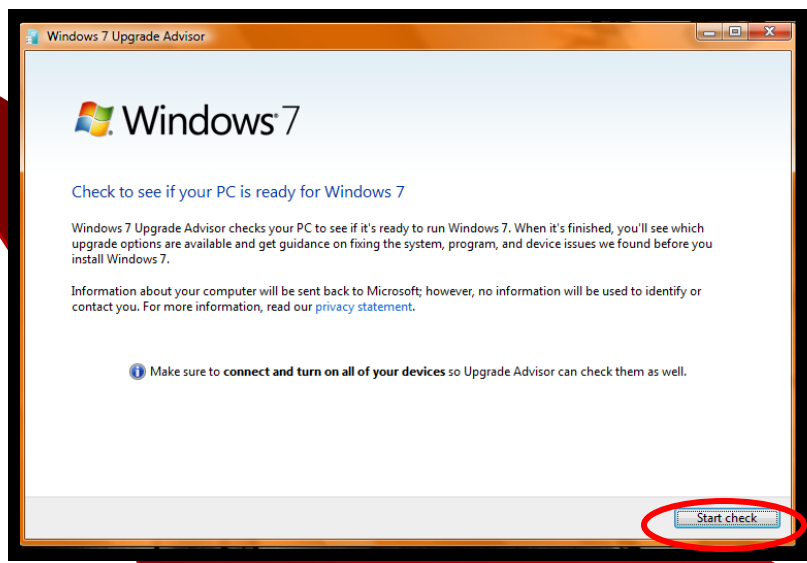 Windows 7 Upgrade Advisor
Windows 7
Check to see if your PC is ready for Windows 7
Windows 7 Upgrade Advisor checks your PC to see if it's ready to run Windows 7. When it's finished, you'll see which
upgrade options are available and get guidance on fixing the system, program, and device issues we found before you
install Windows 7.
Information about your computer will be sent back to Microsoft; however, no information will be used to identify or
contact you. For more information, read our privacy statement.
Make sure to connect and turn on all of your devices so Upgrade Advisor can check them as well.
Start check